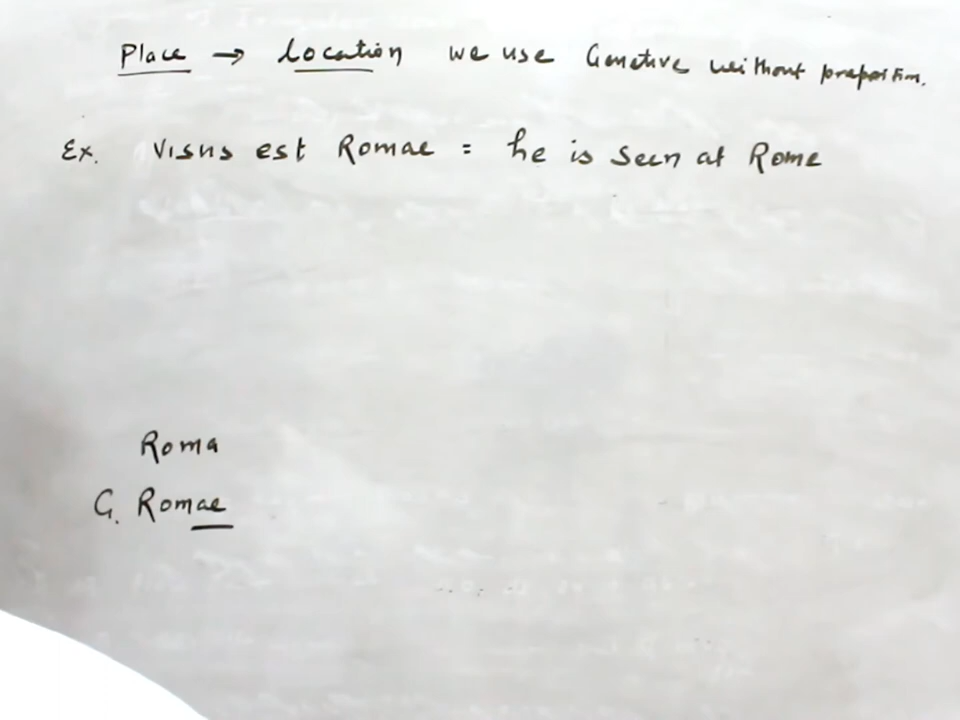 Place → Location we use Genetive without preposition.
Ex. Visus est Romae = he is seen at Rome
Roma
G. Romae